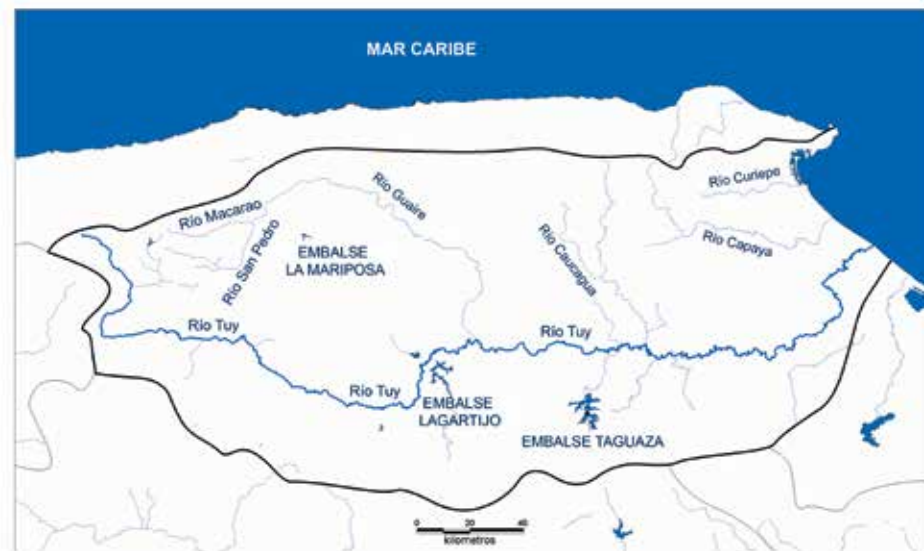 MAR CARIBE
Río Curiepe
Río Guaire
Río Macarao
Río Capaya
Río San Pedro
Río Caucagua
EMBALSE
LA MARIPOSA
Río Tuy
Río Tuy
Río Tuy
EMBALSE
LAGARTIJO
EMBALSE TAGUAZA
0 20 40
kilometros